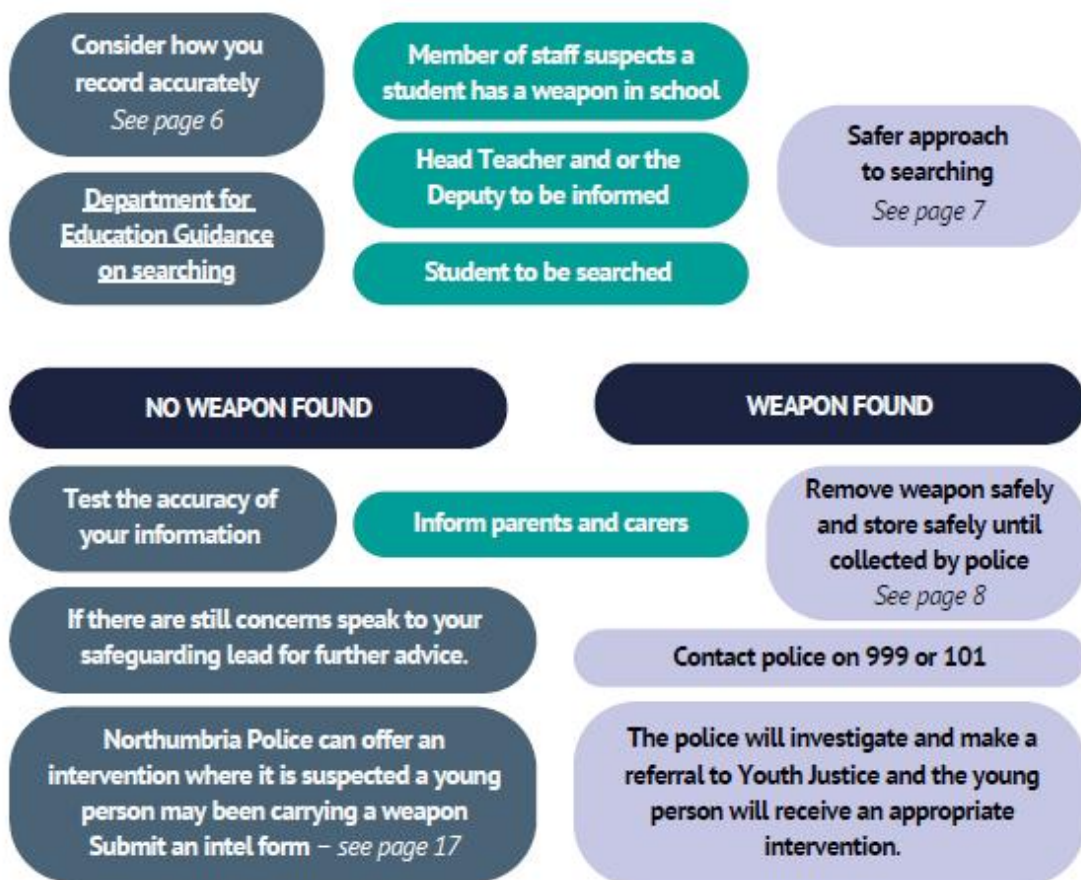 Consider how you
record accurately
See page 6
Department for
Education Guidance
on searching
Member of staff suspects a
student has a weapon in school
Head Teacher and or the
Deputy to be informed
Student to be searched
Safer approach
to searching
See page 7
NO WEAPON FOUND
WEAPON FOUND
Test the accuracy of
your information
Inform parents and carers
Remove weapon safely
and store safely until
collected by police
See page 8
If there are still concerns speak to your
safeguarding lead for further advice.
Contact police on 999 or 101
Northumbria Police can offer an
intervention where it is suspected a young
person may been carrying a weapon
Submit an intel form – see page 17
The police will investigate and make a
referral to Youth Justice and the young
person will receive an appropriate
intervention.